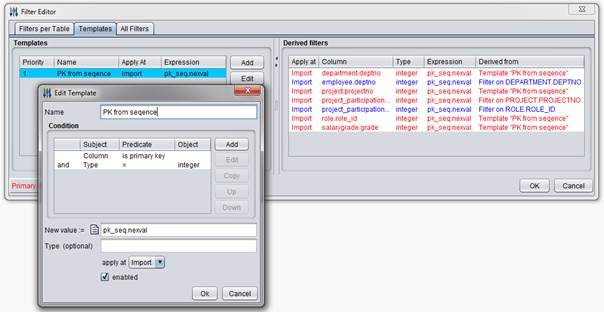 Filter Editor
Filters per Table Templates All Filters
Templates
Priority Name Apply At Expression
1 PK from seqence Import pk_seq.nexval
Add
Edit
Derived filters
Apply at Column Type Expression Derived from
Import department.deptno integer pk_seq.nexval Template "PK from seqence"
Import employee.deptno integer pk_seq.nexval Filter on DEPARTMENT.DEPTNO
Import project.projectno integer pk_seq.nexval Template "PK from seqence"
Import project_participation... integer pk_seq.nexval Filter on PROJECT.PROJECTNO
Import project_participation... integer pk_seq.nexval Filter on ROLE.ROLE_ID
Import role.role_id integer pk_seq.nexval Template "PK from seqence"
Import salarygrade.grade integer pk_seq.nexval Template "PK from seqence"
Primary
OK Cancel
Edit Template
Name PK from seqence
Condition
Subject Predicate Object
Column is primary key
and Type = integer
Add
Edit
Copy
Up
Down
New value := pk_seq.nexval
Type (optional)
apply at Import
enabled
Ok Cancel